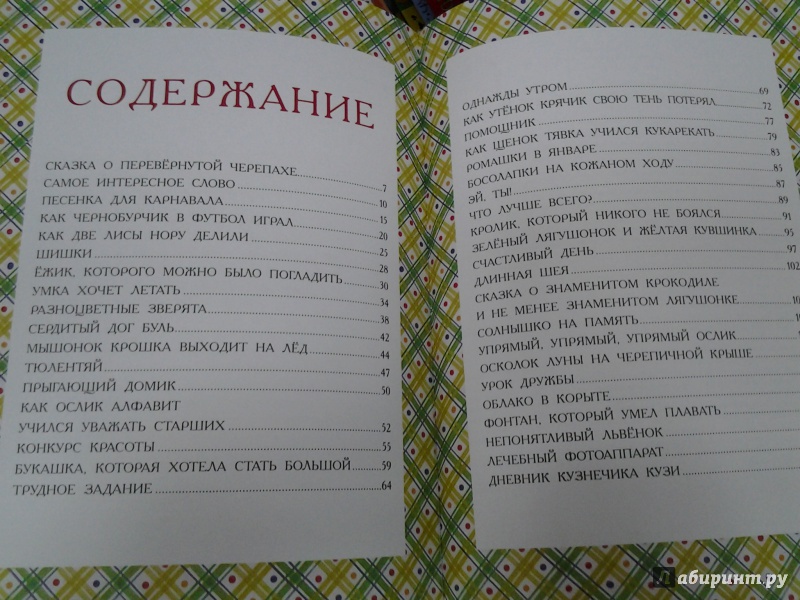 СОДЕРЖАНИЕ
СКАЗКА О ПЕРЕВЁРНУТОЙ ЧЕРЕПАХЕ 7
САМОЕ ИНТЕРЕСНОЕ СЛОВО 10
ПЕСЕНКА ДЛЯ КАРНАВАЛА 15
КАК ЧЕРНОБУРЧИК В ФУТБОЛ ИГРАЛ 20
КАК ДВЕ ЛИСЫ НОРУ ДЕЛИЛИ 25
ШИШКИ 28
ЁЖИК, КОТОРОГО МОЖНО БЫЛО ПОГЛАДИТЬ 30
УМКА ХОЧЕТ ЛЕТАТЬ 34
РАЗНОЦВЕТНЫЕ ЗВЕРЯТА 38
СЕРДИТЫЙ ДОГ БУЛЬ 42
МЫШОНОК КРОШКА ВЫХОДИТ НА ЛЁД 44
ТЮЛЕНТЯЙ 47
ПРЫГАЮЩИЙ ДОМИК 50
КАК ОСЛИК АЛФАВИТ
УЧИЛСЯ УВАЖАТЬ СТАРШИХ 52
КОНКУРС КРАСОТЫ 55
БУКАШКА, КОТОРАЯ ХОТЕЛА СТАТЬ БОЛЬШОЙ 59
ТРУДНОЕ ЗАДАНИЕ 64
ОДНАЖДЫ УТРОМ 69
КАК УТЁНОК КРЯЧИК СВОЮ ТЕНЬ ПОТЕРЯЛ 72
ПОМОЩНИК 77
КАК ЩЕНОК ТЯВКА УЧИЛСЯ КУКАРЕКАТЬ 79
РОМАШКИ В ЯНВАРЕ 83
БОСОЛАПКИ НА КОЖАНОМ ХОДУ 85
ЭЙ, ТЫ! 87
ЧТО ЛУЧШЕ ВСЕГО? 89
КРОЛИК, КОТОРЫЙ НИКОГО НЕ БОЯЛСЯ 91
ЗЕЛЁНЫЙ ЛЯГУШОНОК И ЖЁЛТАЯ КУВШИНКА 95
СЧАСТЛИВЫЙ ДЕНЬ 97
ДЛИННАЯ ШЕЯ 102
СКАЗКА О ЗНАМЕНИТОМ КРОКОДИЛЕ
И НЕ МЕНЕЕ ЗНАМЕНИТОМ ЛЯГУШОНКЕ
СОЛНЫШКО НА ПАМЯТЬ
УПРЯМЫЙ, УПРЯМЫЙ, УПРЯМЫЙ ОСЛИК
ОСКОЛОК ЛУНЫ НА ЧЕРЕПИЧНОЙ КРЫШЕ
УРОК ДРУЖБЫ
ОБЛАКО В КОРЫТЕ
ФОНТАН, КОТОРЫЙ УМЕЛ ПЛАВАТЬ
НЕПОНЯТЛИВЫЙ ЛЬВЁНОК
ЛЕЧЕБНЫЙ ФОТОАППАРАТ
ДНЕВНИК КУЗНЕЧИКА КУЗИ
Лабиринт.ру